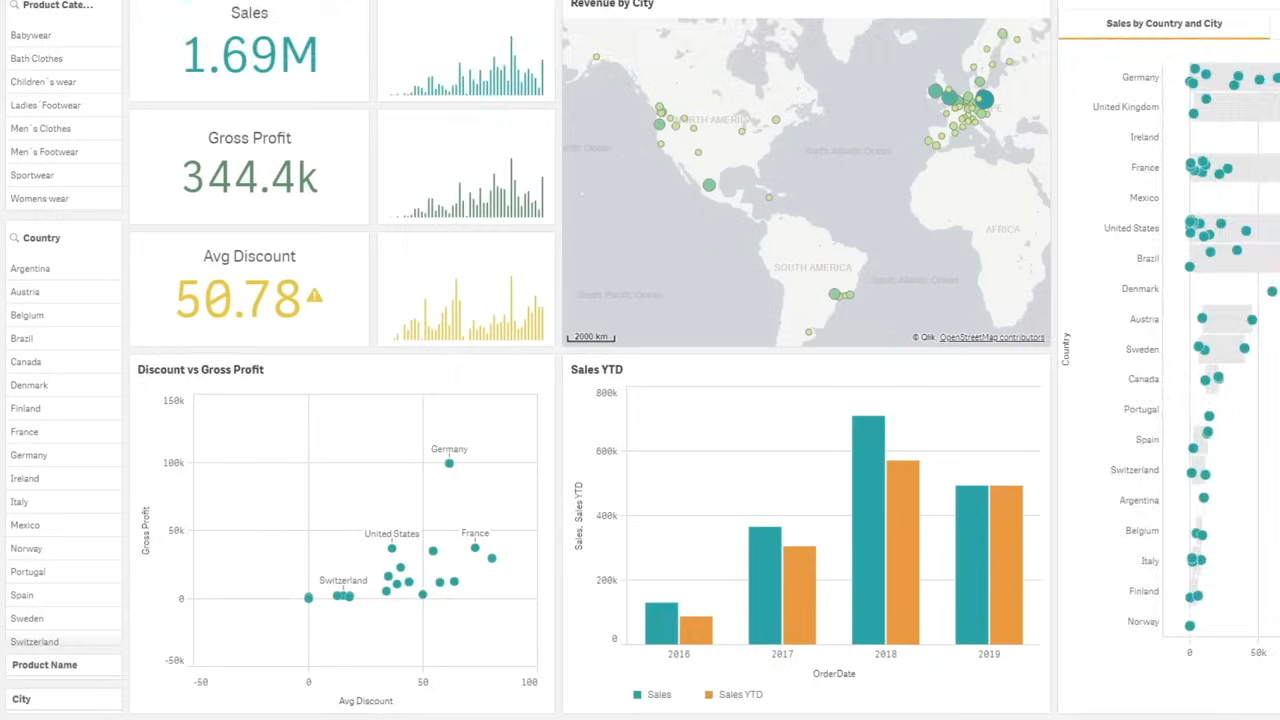 Product Cate...
Babywear
Bath Clothes
Children´s wear
Ladies´Footwear
Men´s Clothes
Men´s Footwear
Sportwear
Womens wear
Country
Argentina
Austria
Belgium
Brazil
Canada
Denmark
Finland
France
Germany
Ireland
Italy
Mexico
Norway
Portugal
Spain
Sweden
Switzerland
Product Name
City
Sales
1.69M
Gross Profit
344.4k
Avg Discount
50.78
Revenue by City
NORTH AMERICA
North Atlantic Ocean
AFRICA
SOUTH AMERICA
South Atlantic Ocean
South Pacific Ocean
2000 km
© Qlik, OpenStreetMap contributors
Discount vs Gross Profit
150k
100k
50k
0
-50k
Gross Profit
Germany
United States
France
Switzerland
-50
0
50
100
Avg Discount
Sales YTD
800k
600k
400k
200k
0
Sales, Sales YTD
2016
2017
2018
2019
OrderDate
Sales
Sales YTD
Sales by Country and City
Country
Germany
United Kingdom
Ireland
France
Mexico
United States
Brazil
Denmark
Austria
Sweden
Canada
Portugal
Spain
Switzerland
Argentina
Belgium
Italy
Finland
Norway
0
50k